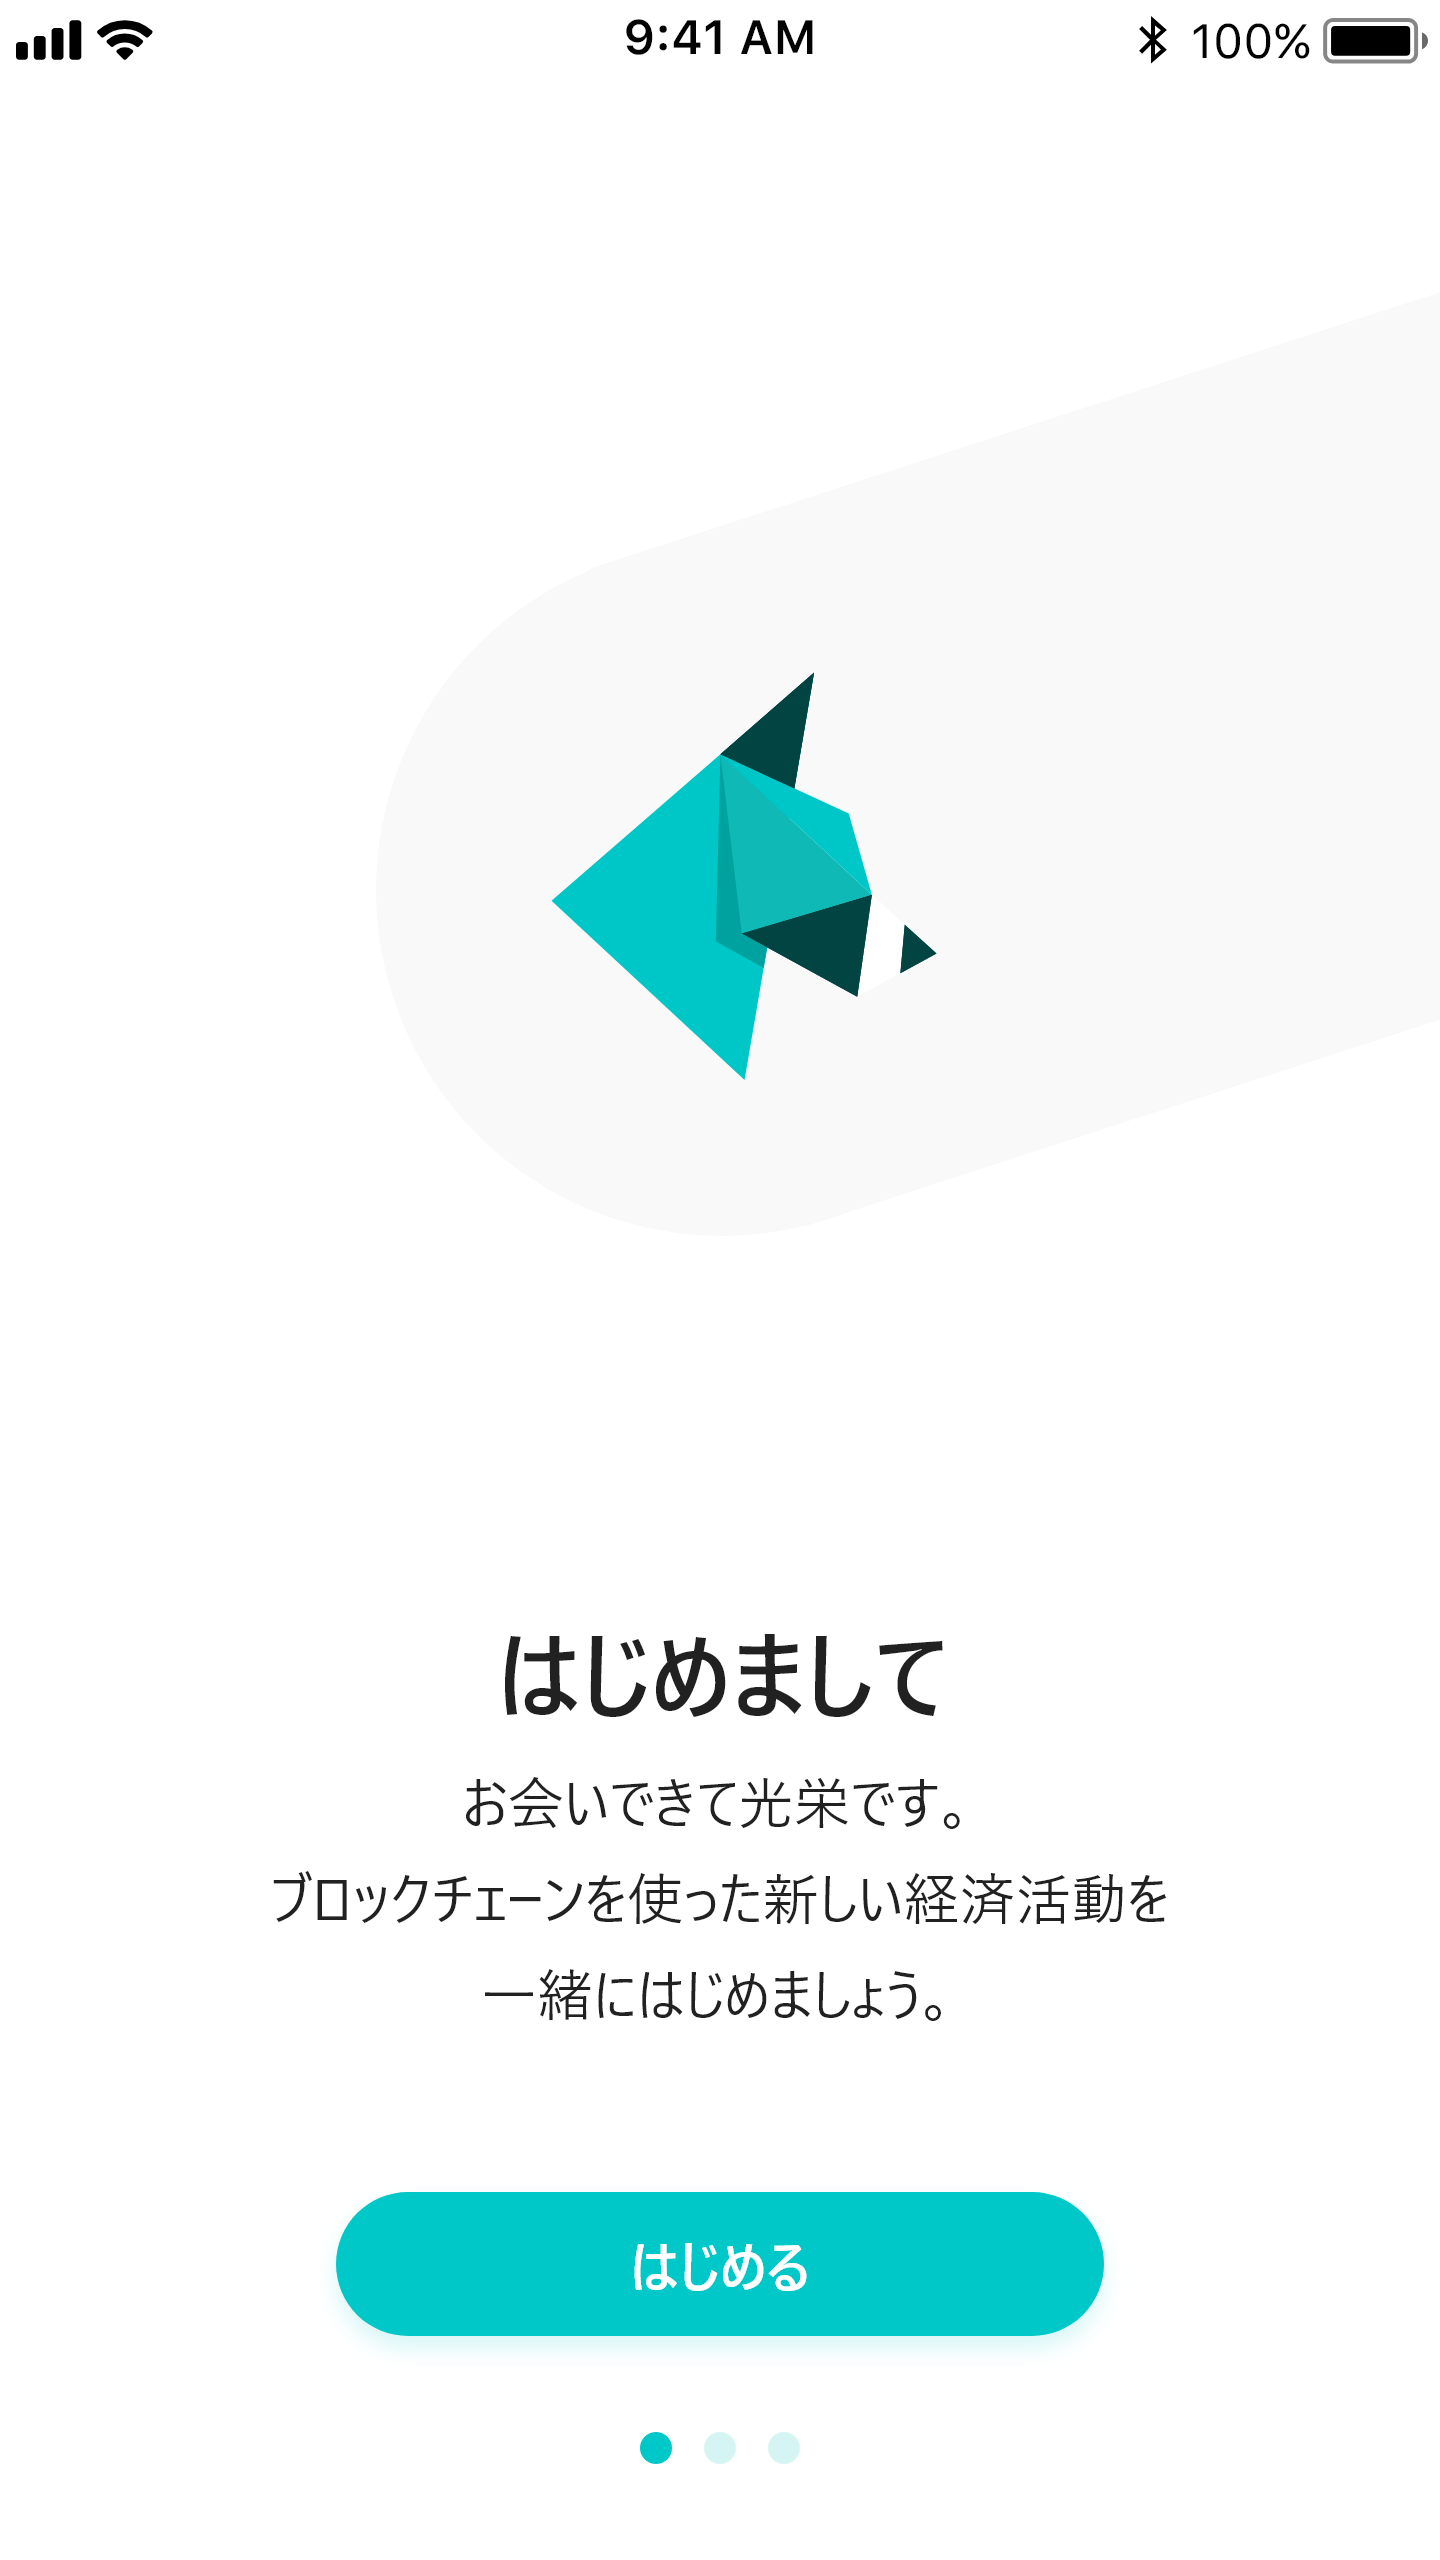 9:41 AM
100%
はじめまして
お会いできて光栄です。
ブロックチェーンを使った新しい経済活動を
一緒にはじめましょう。
はじめる